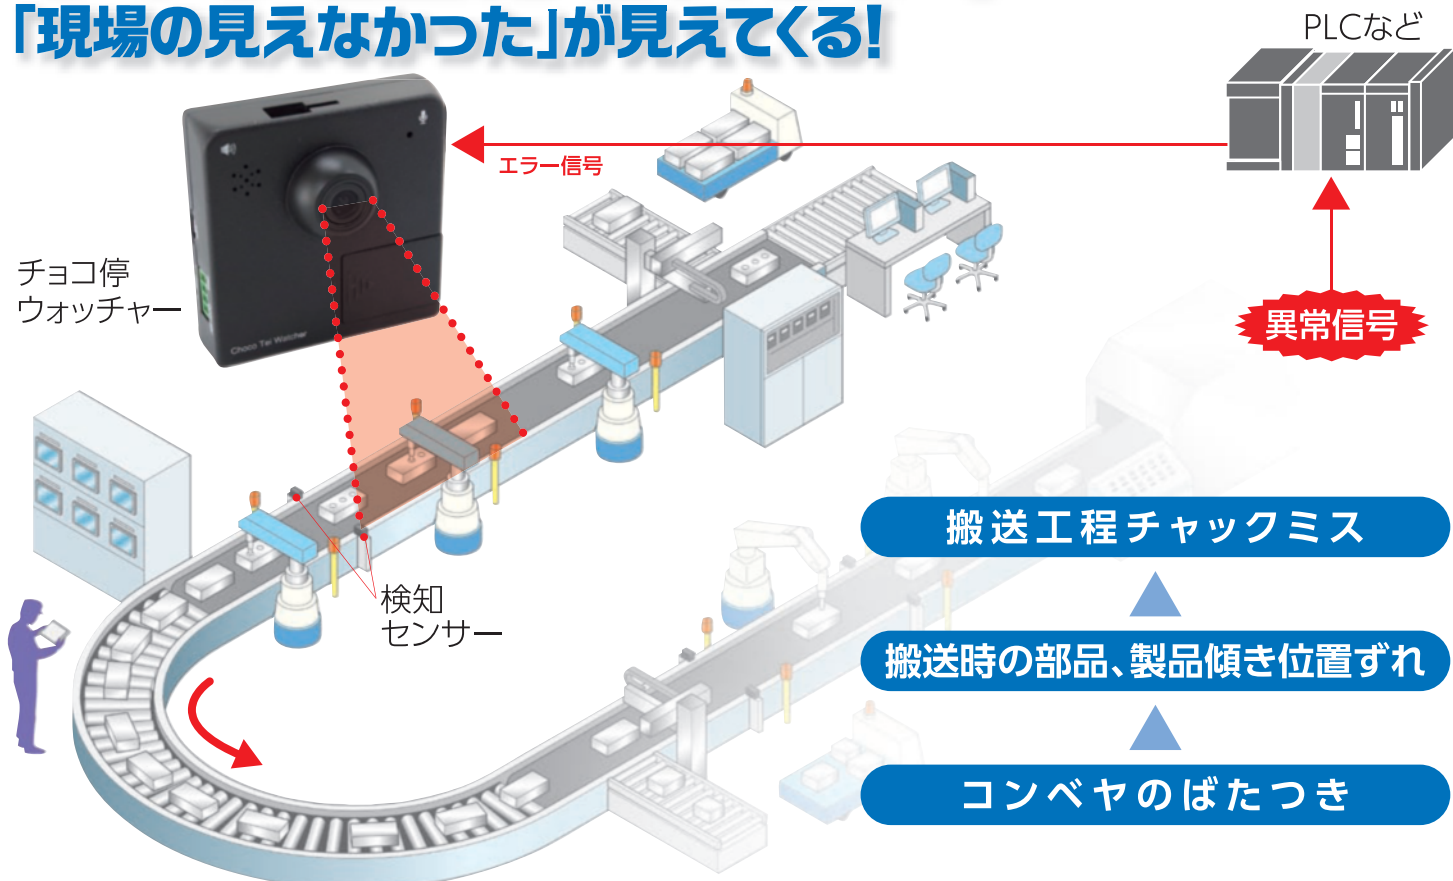 「現場の見えなかった」が見えてくる!
PLCなど
エラー信号
チョコ停
ウォッチャー
Choco Tei Watcher
異常信号
検知
センサー
搬送工程チャックミス
搬送時の部品、製品傾き位置ずれ
コンベヤのばたつき